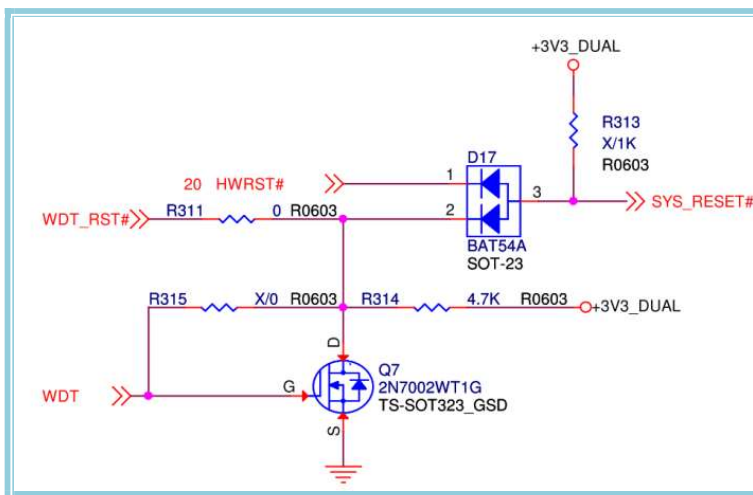 +3V3_DUAL
R313
X/1K
R0603
D17
1
3
2
BAT54A
SOT-23
SYS_RESET#
20 HWRST#
WDT_RST#
R311
0
R0603
R315
X/0
R0603
R314
4.7K
R0603
+3V3_DUAL
D
Q7
2N7002WT1G
TS-SOT323_GSD
WDT
G
S